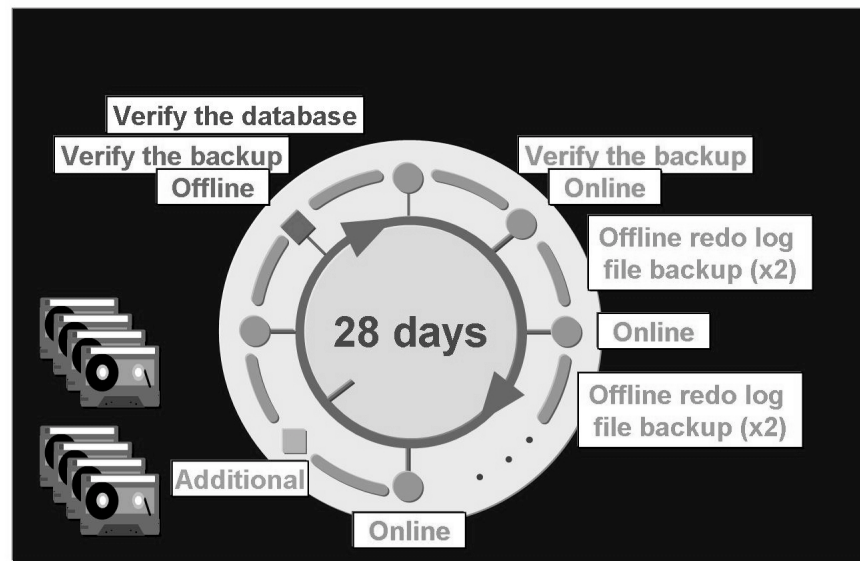 Verify the database
Verify the backup
Offline
Verify the backup
Online
Offline redo log
file backup (x2)
28 days
Online
Offline redo log
file backup (x2)
Additional
Online